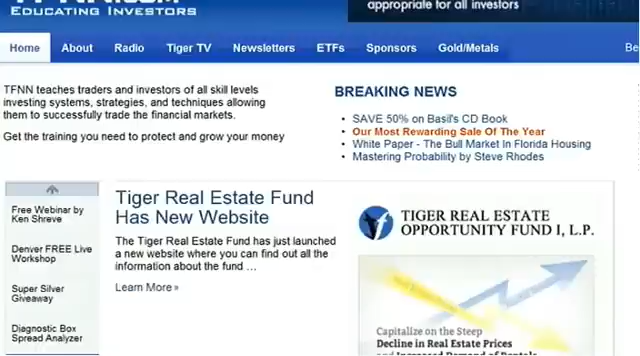 EDUCATING INVESTORS
appropriate for all investors
Home About Radio Tiger TV Newsletters ETFs Sponsors Gold/Metals Be
TFNN teaches traders and investors of all skill levels
investing systems, strategies, and techniques allowing
them to successfully trade the financial markets.
Get the training you need to protect and grow your money
BREAKING NEWS
SAVE 50% on Basil's CD Book
Our Most Rewarding Sale Of The Year
White Paper - The Bull Market In Florida Housing
Mastering Probability by Steve Rhodes
Free Webinar by
Ken Shreve
Denver FREE Live
Workshop
Super Silver
Giveaway
Diagnostic Box
Spread Analyzer
Tiger Real Estate Fund
Has New Website
The Tiger Real Estate Fund has just launched
a new website where you can find out all the
information about the fund ...
Learn More »
TIGER REAL ESTATE
OPPORTUNITY FUND I, L.P.
Capitalize on the Steep
Decline in Real Estate Prices
and Increased Demand of Rentals